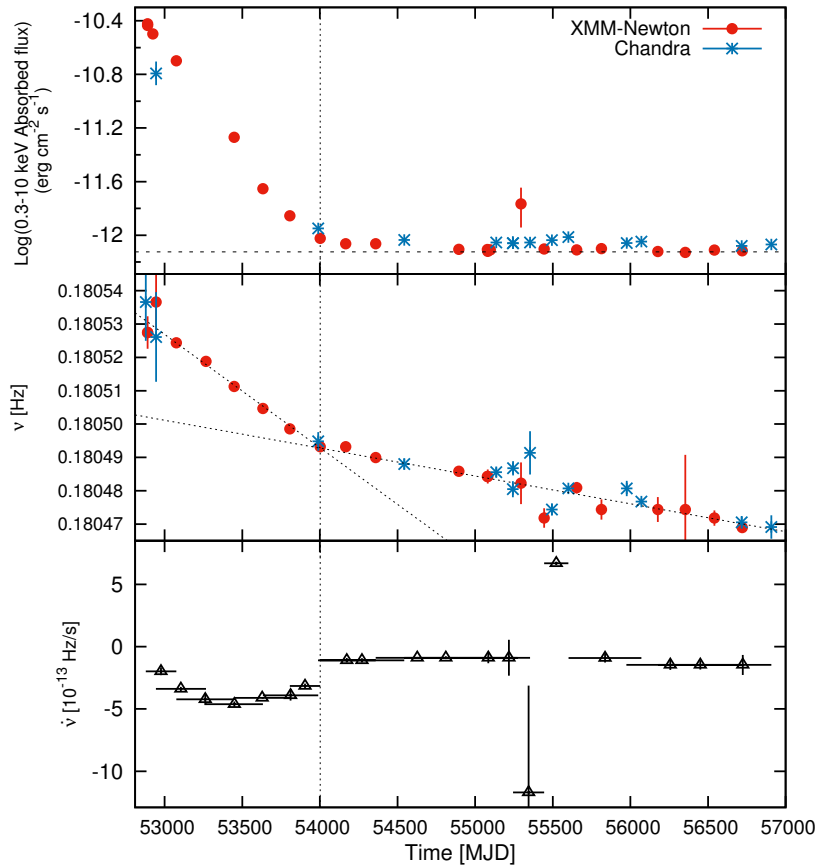 XMM-Newton
Chandra
Log(0.3-10 keV Absorbed flux)
(erg cm⁻² s⁻¹)
-10.4
-10.8
-11.2
-11.6
-12
ν [Hz]
0.18054
0.18053
0.18052
0.18051
0.18050
0.18049
0.18048
0.18047
ν̇ [10⁻¹³ Hz/s]
5
0
-5
-10
53000 53500 54000 54500 55000 55500 56000 56500 57000
Time [MJD]